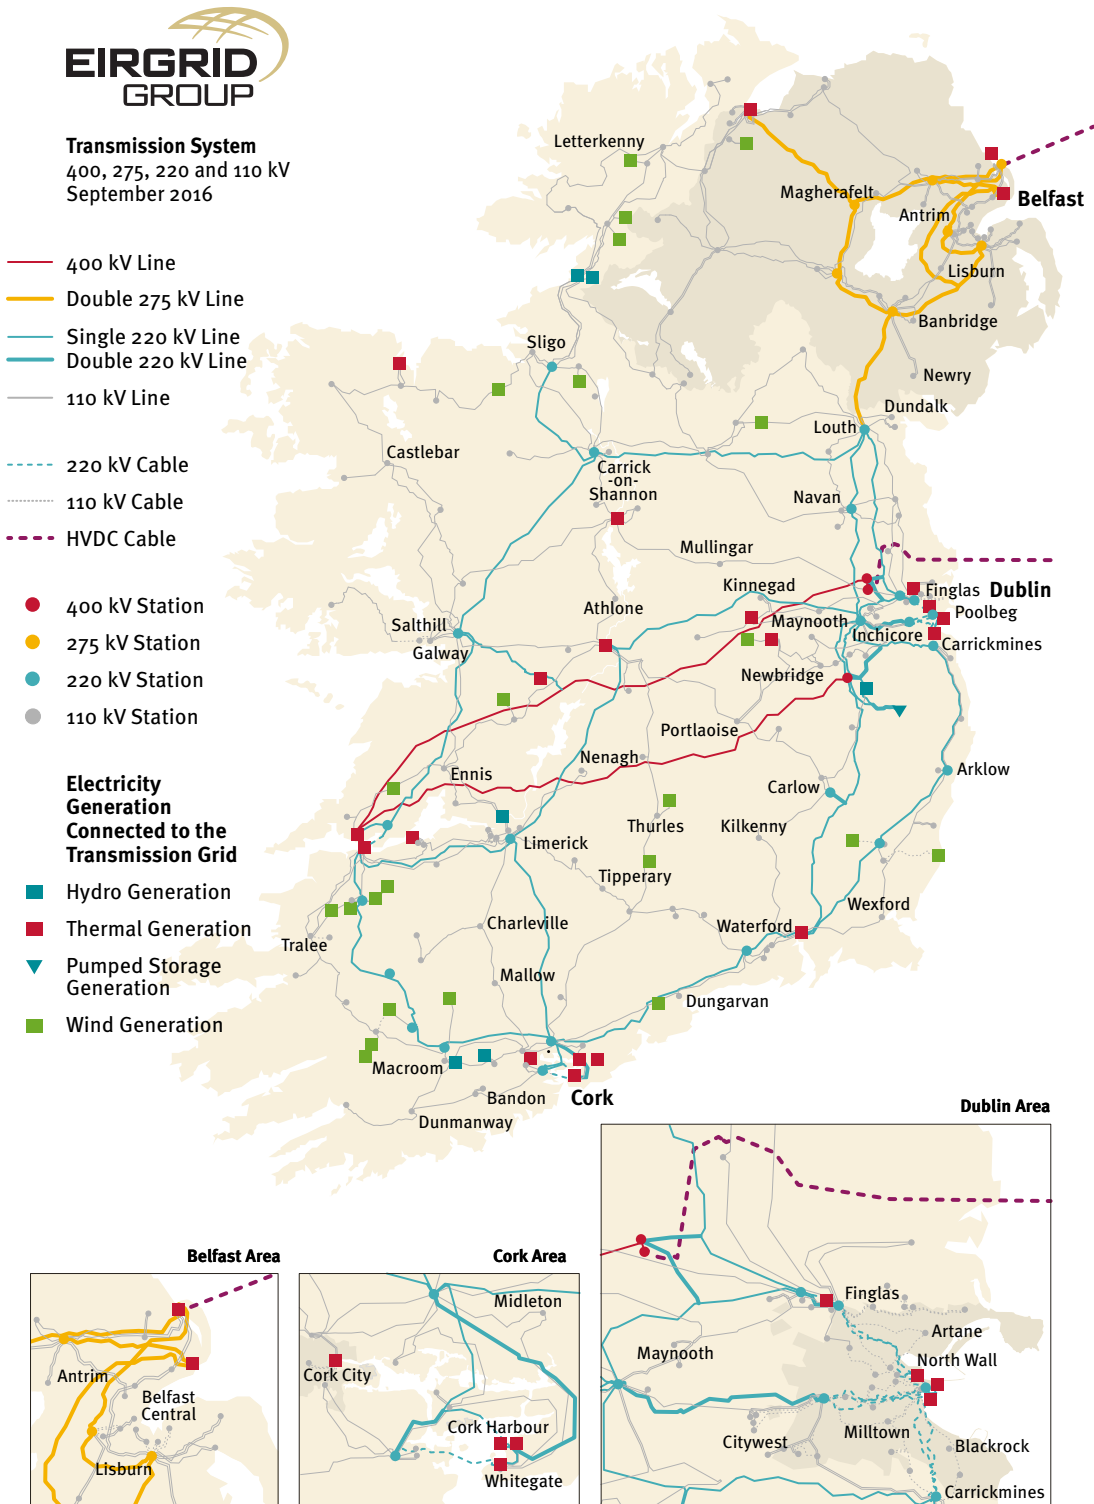 EIRGRID
GROUP
Transmission System
400, 275, 220 and 110 kV
September 2016
400 kV Line
Double 275 kV Line
Single 220 kV Line
Double 220 kV Line
110 kV Line
220 kV Cable
110 kV Cable
HVDC Cable
400 kV Station
275 kV Station
220 kV Station
110 kV Station
Electricity
Generation
Connected to the
Transmission Grid
Hydro Generation
Thermal Generation
Pumped Storage
Generation
Wind Generation
Letterkenny
Magherafelt
Belfast
Antrim
Lisburn
Banbridge
Sligo
Newry
Dundalk
Louth
Castlebar
Carrick
-on-
Shannon
Navan
Mullingar
Kinnegad
Finglas
Dublin
Athlone
Poolbeg
Salthill
Maynooth
Inchicore
Galway
Carrickmines
Newbridge
Portlaoise
Nenagh
Arklow
Ennis
Carlow
Thurles
Kilkenny
Limerick
Tipperary
Wexford
Charleville
Waterford
Tralee
Mallow
Dungarvan
Macroom
Bandon
Cork
Dunmanway
Dublin Area
Belfast Area
Cork Area
Antrim
Belfast
Central
Lisburn
Midleton
Cork City
Cork Harbour
Whitegate
Finglas
Artane
Maynooth
North Wall
Milltown
Citywest
Blackrock
Carrickmines